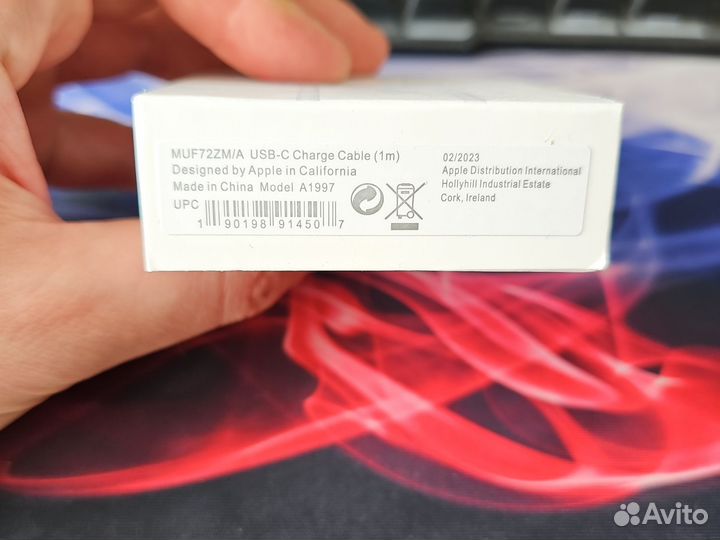 MUF72ZM/A USB-C Charge Cable (1m)
Designed by Apple in California
Made in China Model A1997
UPC
1 90198 91450 7
02/2023
Apple Distribution International
Hollyhill Industrial Estate
Cork, Ireland
Avito